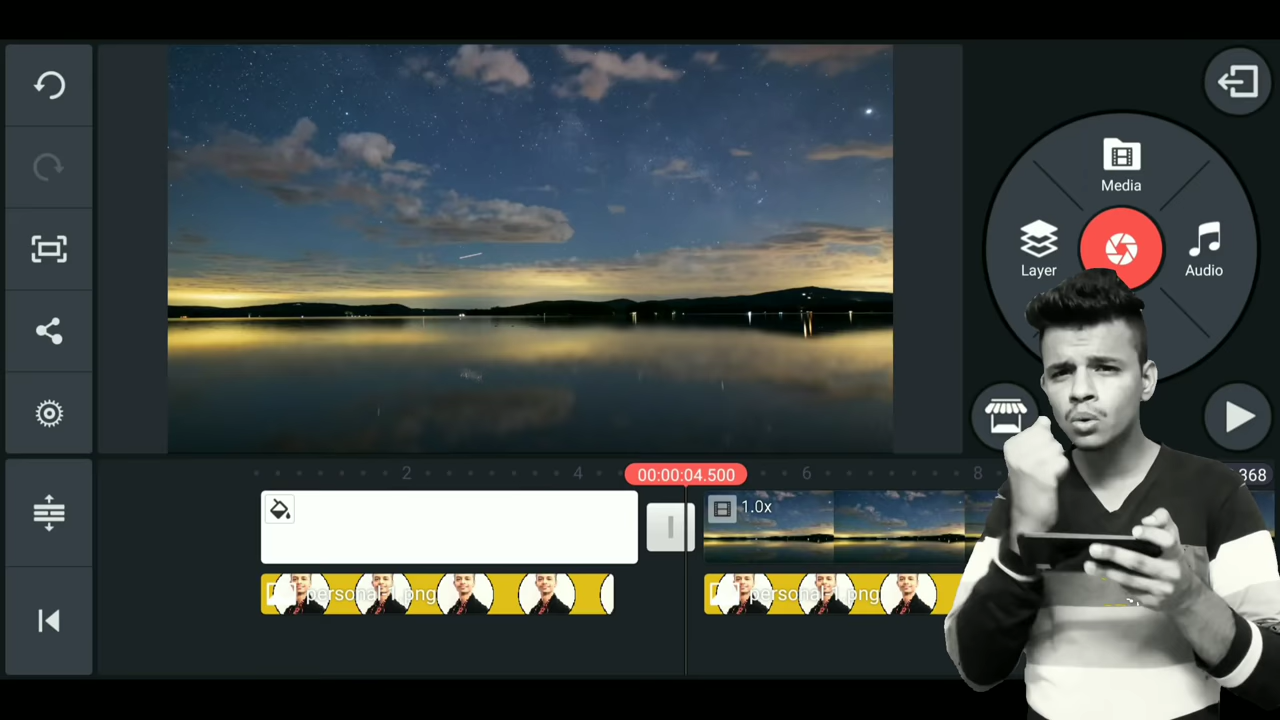 Media
Layer
Audio
2
4
00:00:04.500
6
8
368
1.0x
personal-1.png
personal-1.png